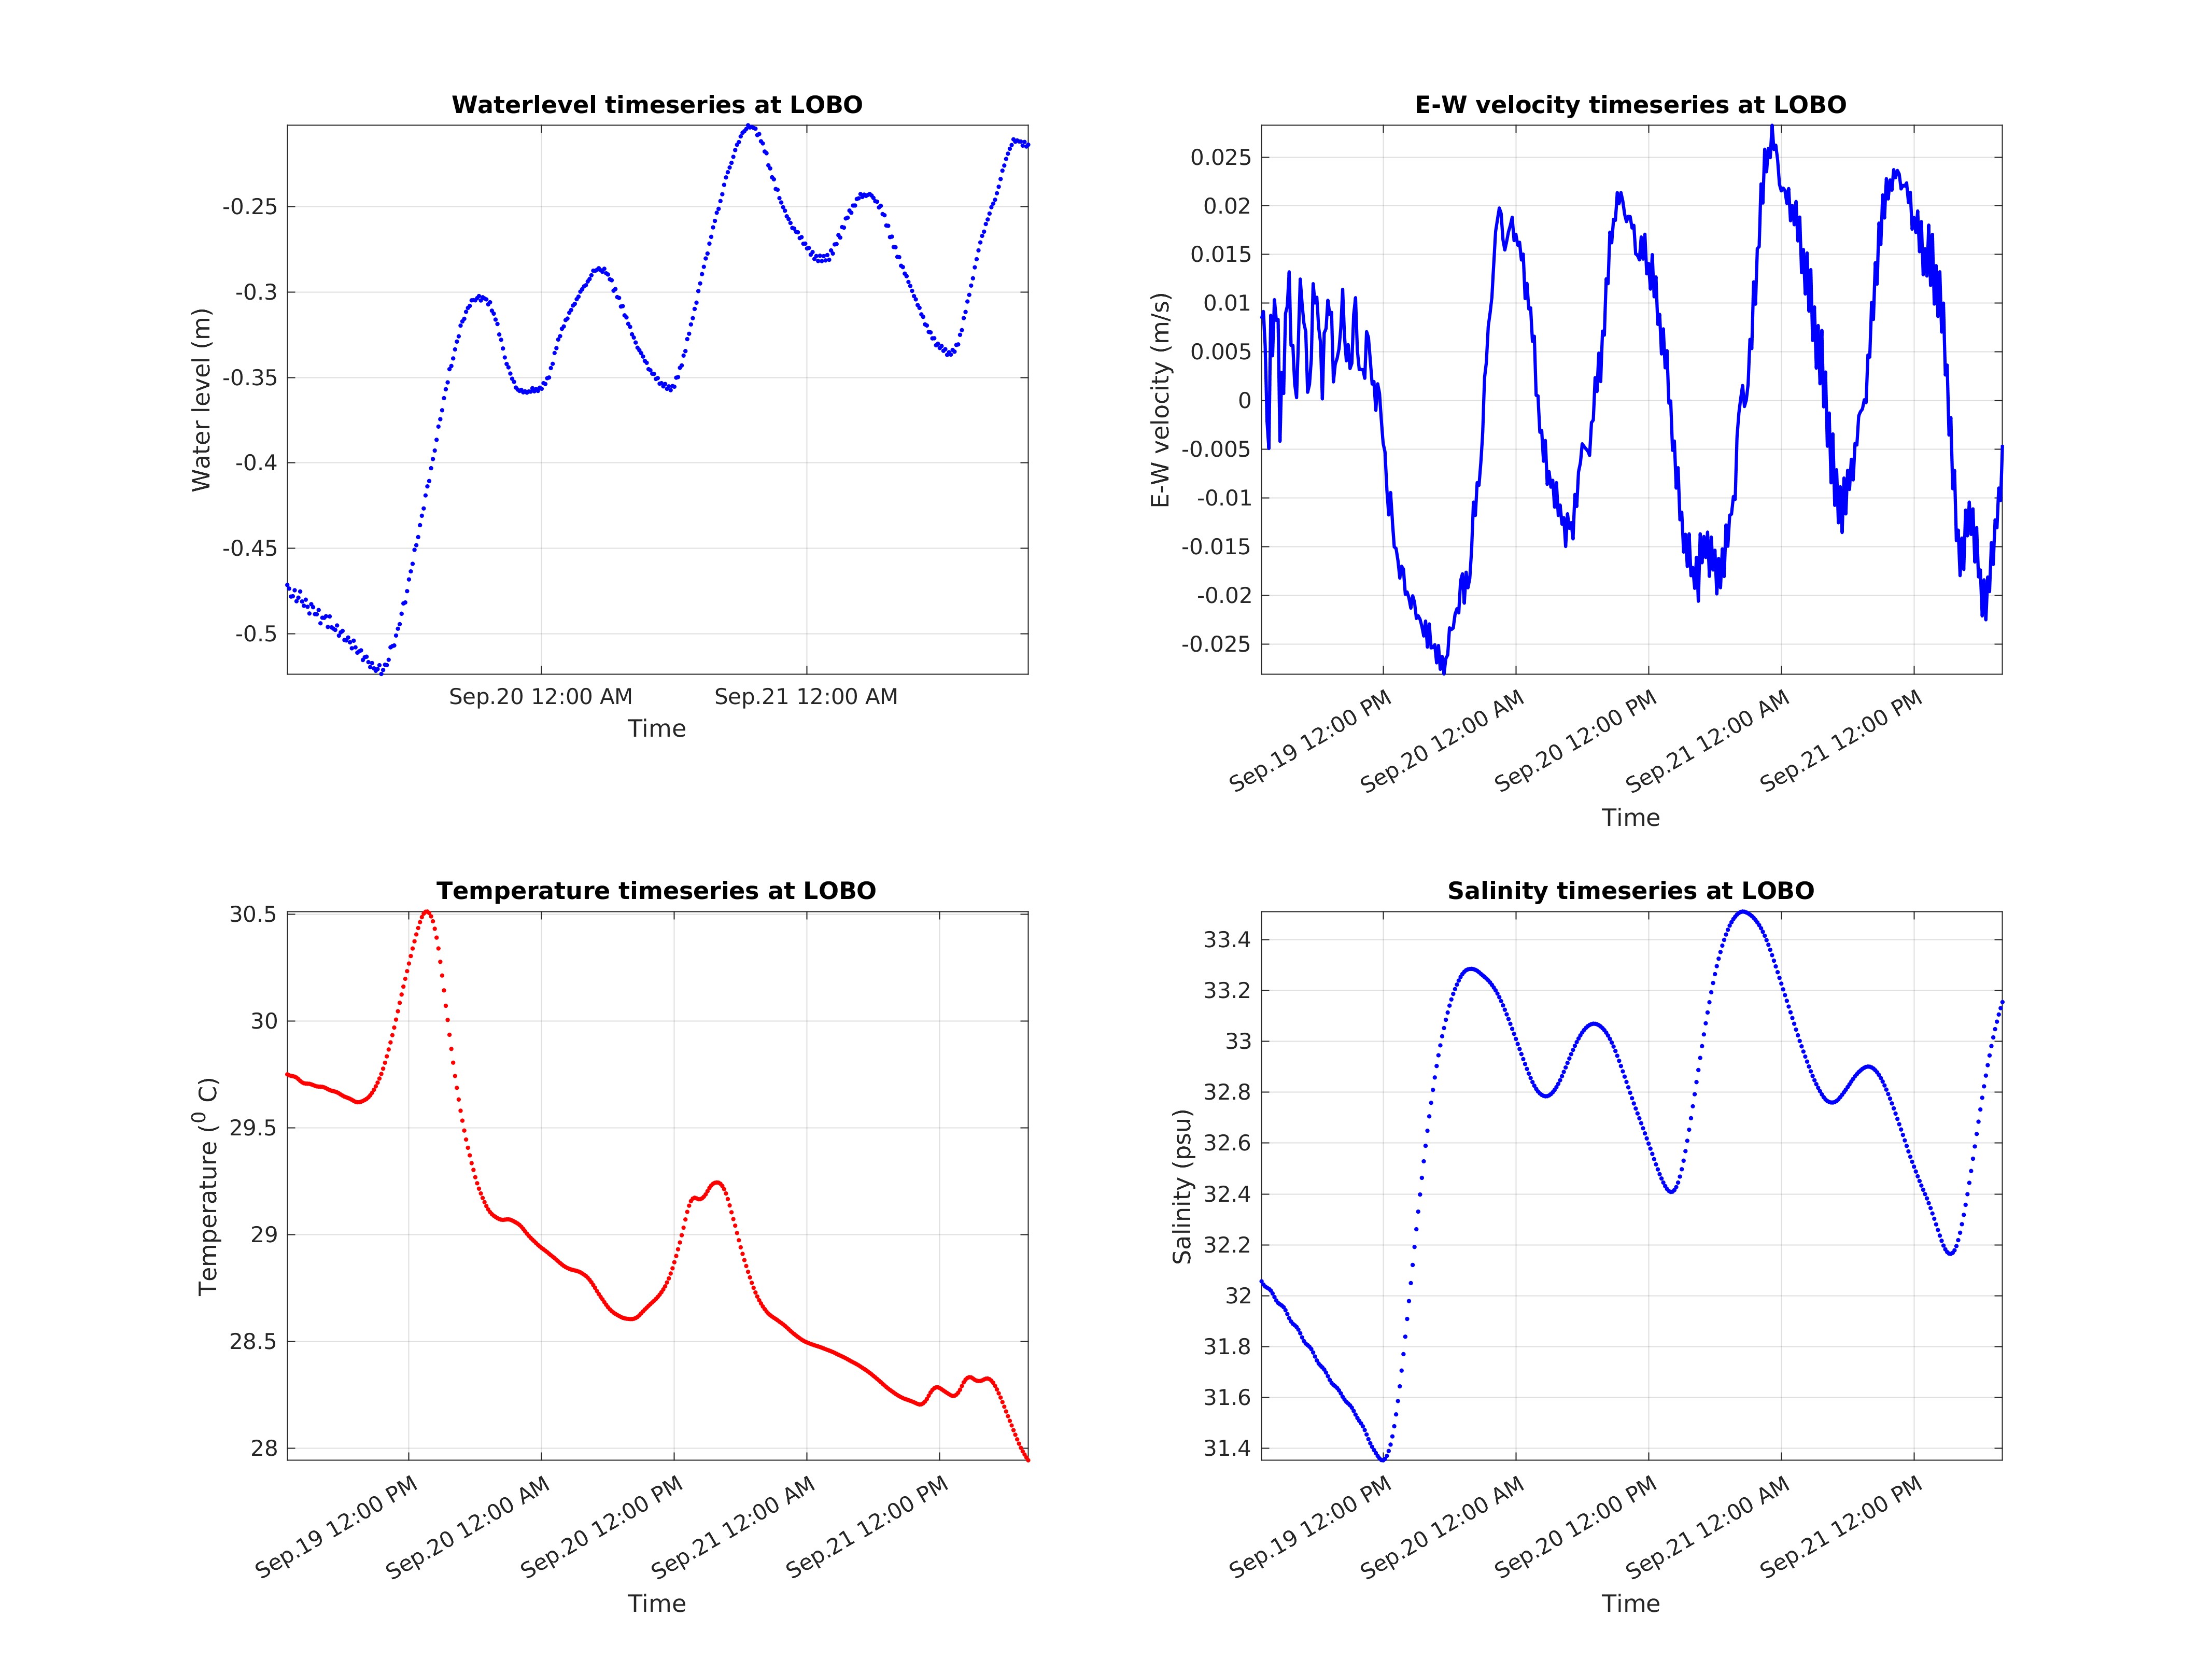 Waterlevel timeseries at LOBO
Water level (m)
-0.25
-0.3
-0.35
-0.4
-0.45
-0.5
Sep.20 12:00 AM
Sep.21 12:00 AM
Time
E-W velocity timeseries at LOBO
E-W velocity (m/s)
0.025
0.02
0.015
0.01
0.005
0
-0.005
-0.01
-0.015
-0.02
-0.025
Sep.19 12:00 PM
Sep.20 12:00 AM
Sep.20 12:00 PM
Sep.21 12:00 AM
Sep.21 12:00 PM
Time
Temperature timeseries at LOBO
Temperature (⁰ C)
30.5
30
29.5
29
28.5
28
Sep.19 12:00 PM
Sep.20 12:00 AM
Sep.20 12:00 PM
Sep.21 12:00 AM
Sep.21 12:00 PM
Time
Salinity timeseries at LOBO
Salinity (psu)
33.4
33.2
33
32.8
32.6
32.4
32.2
32
31.8
31.6
31.4
Sep.19 12:00 PM
Sep.20 12:00 AM
Sep.20 12:00 PM
Sep.21 12:00 AM
Sep.21 12:00 PM
Time